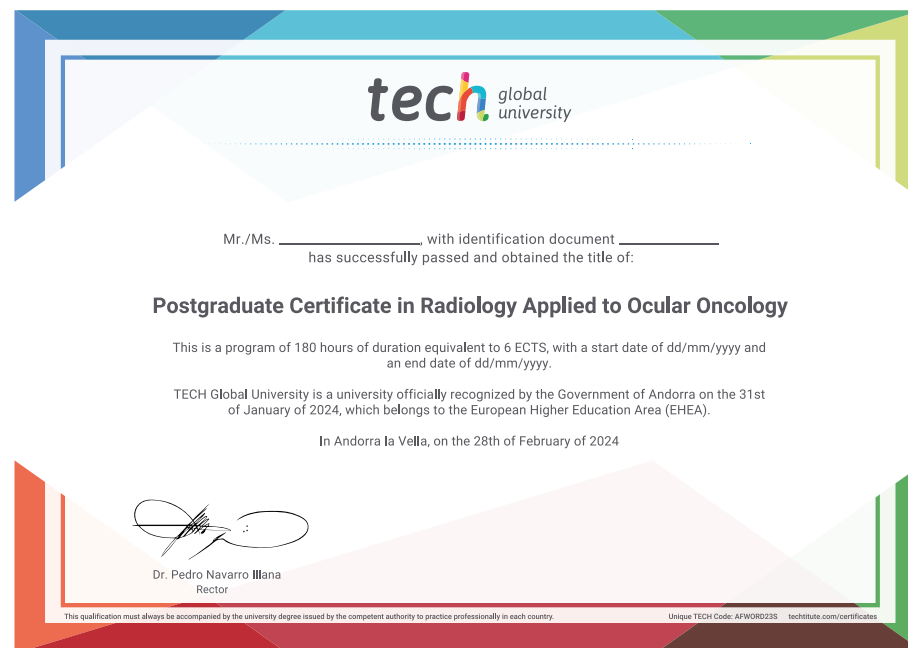 tech global
university
Mr./Ms. ____________, with identification document ____________
has successfully passed and obtained the title of:
Postgraduate Certificate in Radiology Applied to Ocular Oncology
This is a program of 180 hours of duration equivalent to 6 ECTS, with a start date of dd/mm/yyyy and
an end date of dd/mm/yyyy.
TECH Global University is a university officially recognized by the Government of Andorra on the 31st
of January of 2024, which belongs to the European Higher Education Area (EHEA).
In Andorra la Vella, on the 28th of February of 2024
Dr. Pedro Navarro Illana
Rector
This qualification must always be accompanied by the university degree issued by the competent authority to practice professionally in each country. Unique TECH Code: AFWORD23S techtitute.com/certificates